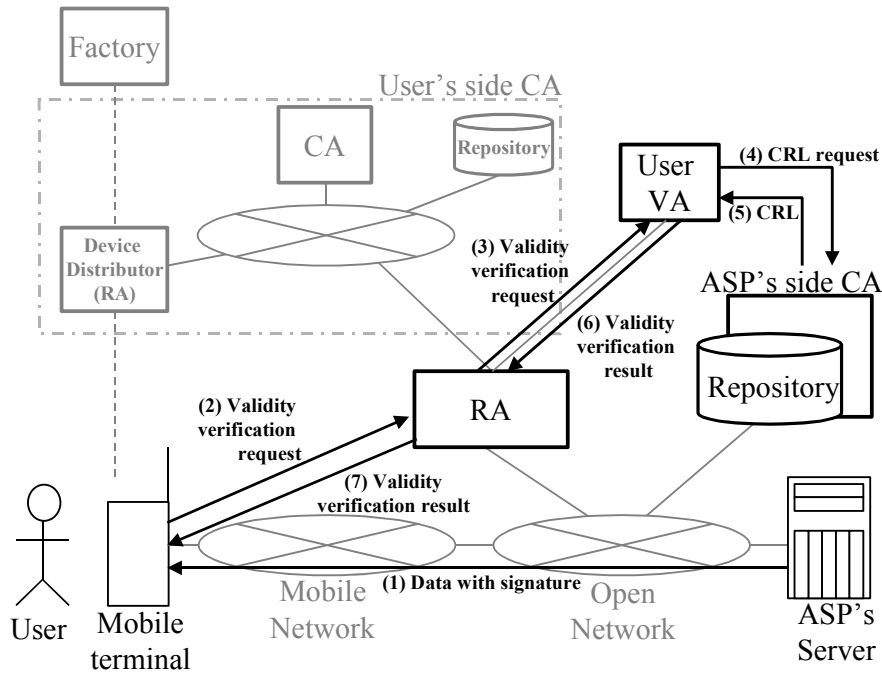 Factory
User's side CA
CA
Repository
Device
Distributor
(RA)
User
VA
(4) CRL request
(5) CRL
(3) Validity
verification
request
ASP's side CA
(6) Validity
verification
result
Repository
RA
(2) Validity
verification
request
(7) Validity
verification result
(1) Data with signature
Mobile
Network
Open
Network
User
Mobile
terminal
ASP's
Server